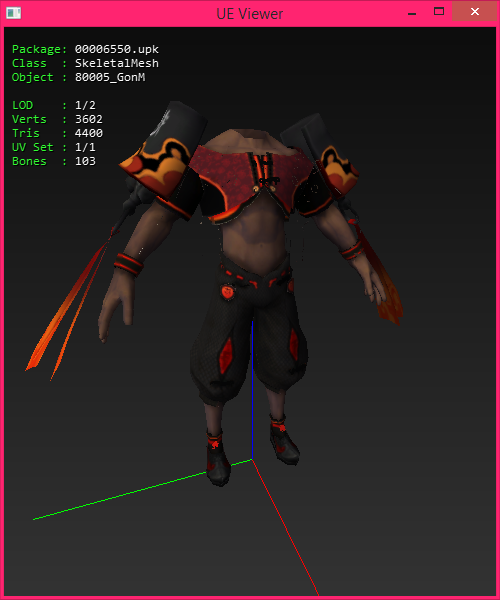 UE Viewer
Package: 00006550.upk
Class  : SkeletalMesh
Object : 80005_GonM
LOD    : 1/2
Verts  : 3602
Tris   : 4400
UV Set : 1/1
Bones  : 103